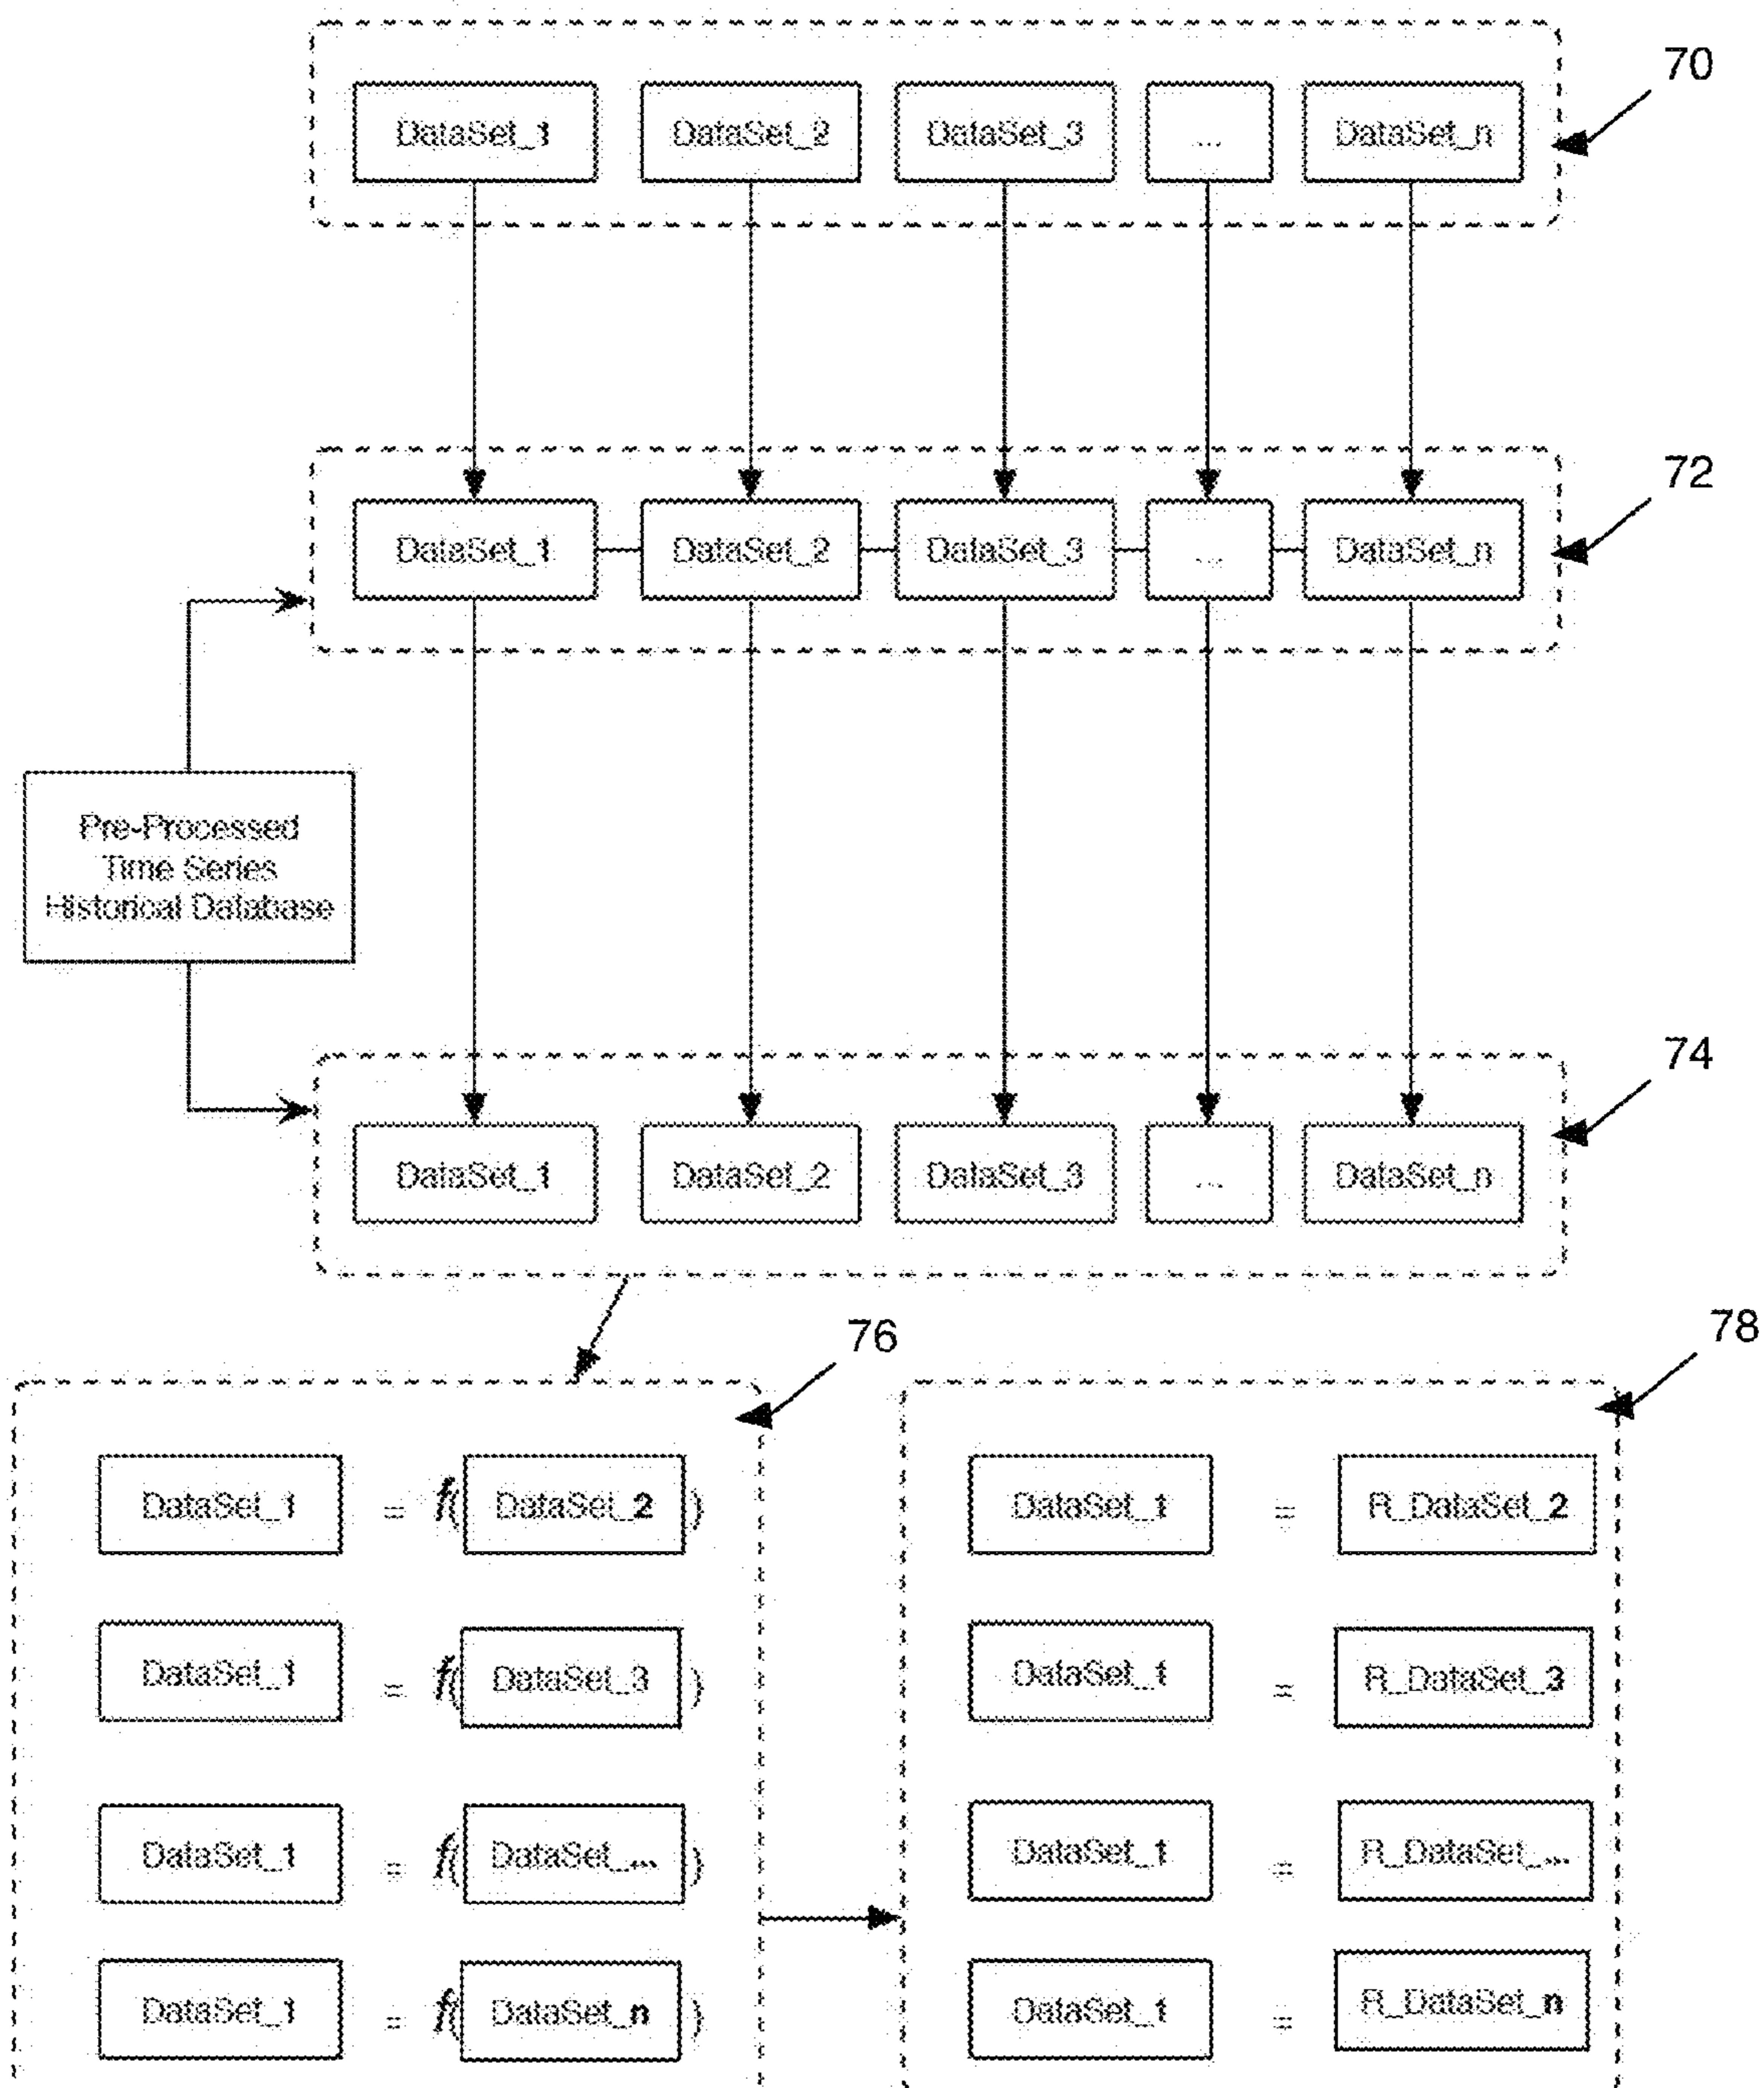 70
DataSet_1 DataSet_2 DataSet_3 ... DataSet_n
72
DataSet_1 DataSet_2 DataSet_3 ... DataSet_n
Pre-Processed
Time Series
Historical Database
74
DataSet_1 DataSet_2 DataSet_3 ... DataSet_n
76
DataSet_1 = f( DataSet_2 )
DataSet_1 = f( DataSet_3 )
DataSet_1 = f( DataSet_... )
DataSet_1 = f( DataSet_n )
78
DataSet_1 = R_DataSet_2
DataSet_1 = R_DataSet_3
DataSet_1 = R_DataSet_...
DataSet_1 = R_DataSet_n